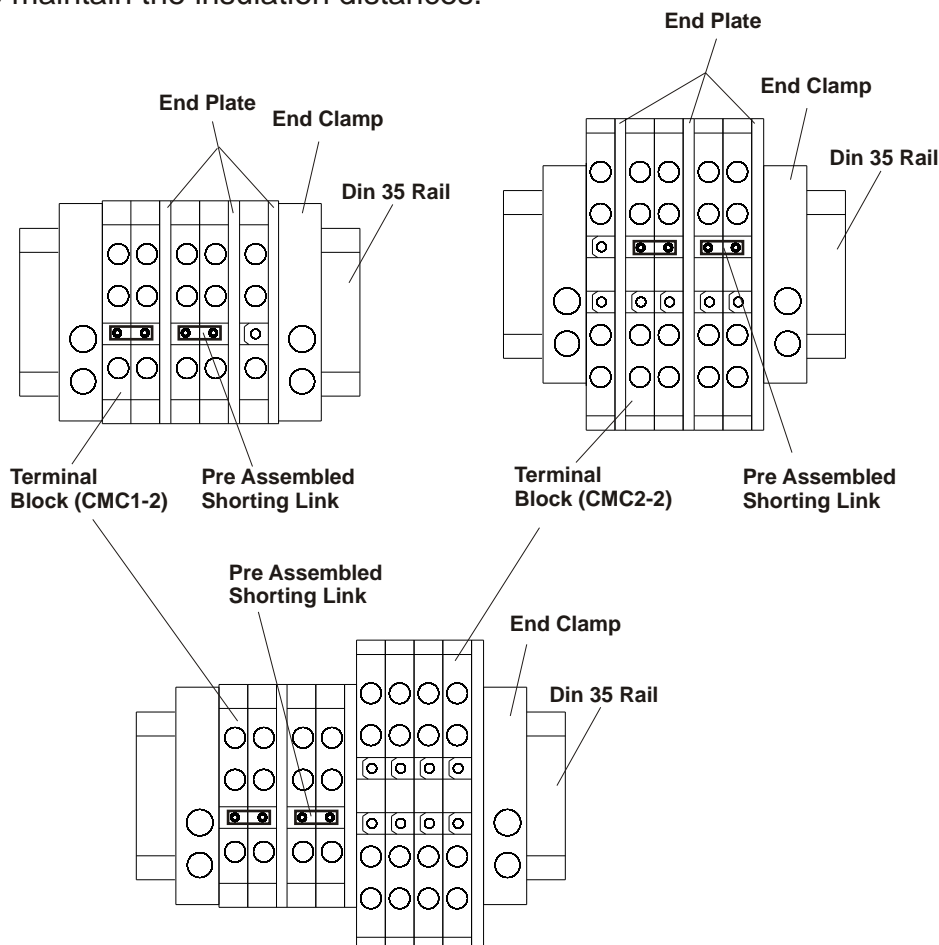 maintain the insulation distances.
End Plate
End Clamp
Din 35 Rail
End Plate
End Clamp
Din 35 Rail
Terminal
Block (CMC1-2)
Pre Assembled
Shorting Link
Terminal
Block (CMC2-2)
Pre Assembled
Shorting Link
Pre Assembled
Shorting Link
End Clamp
Din 35 Rail